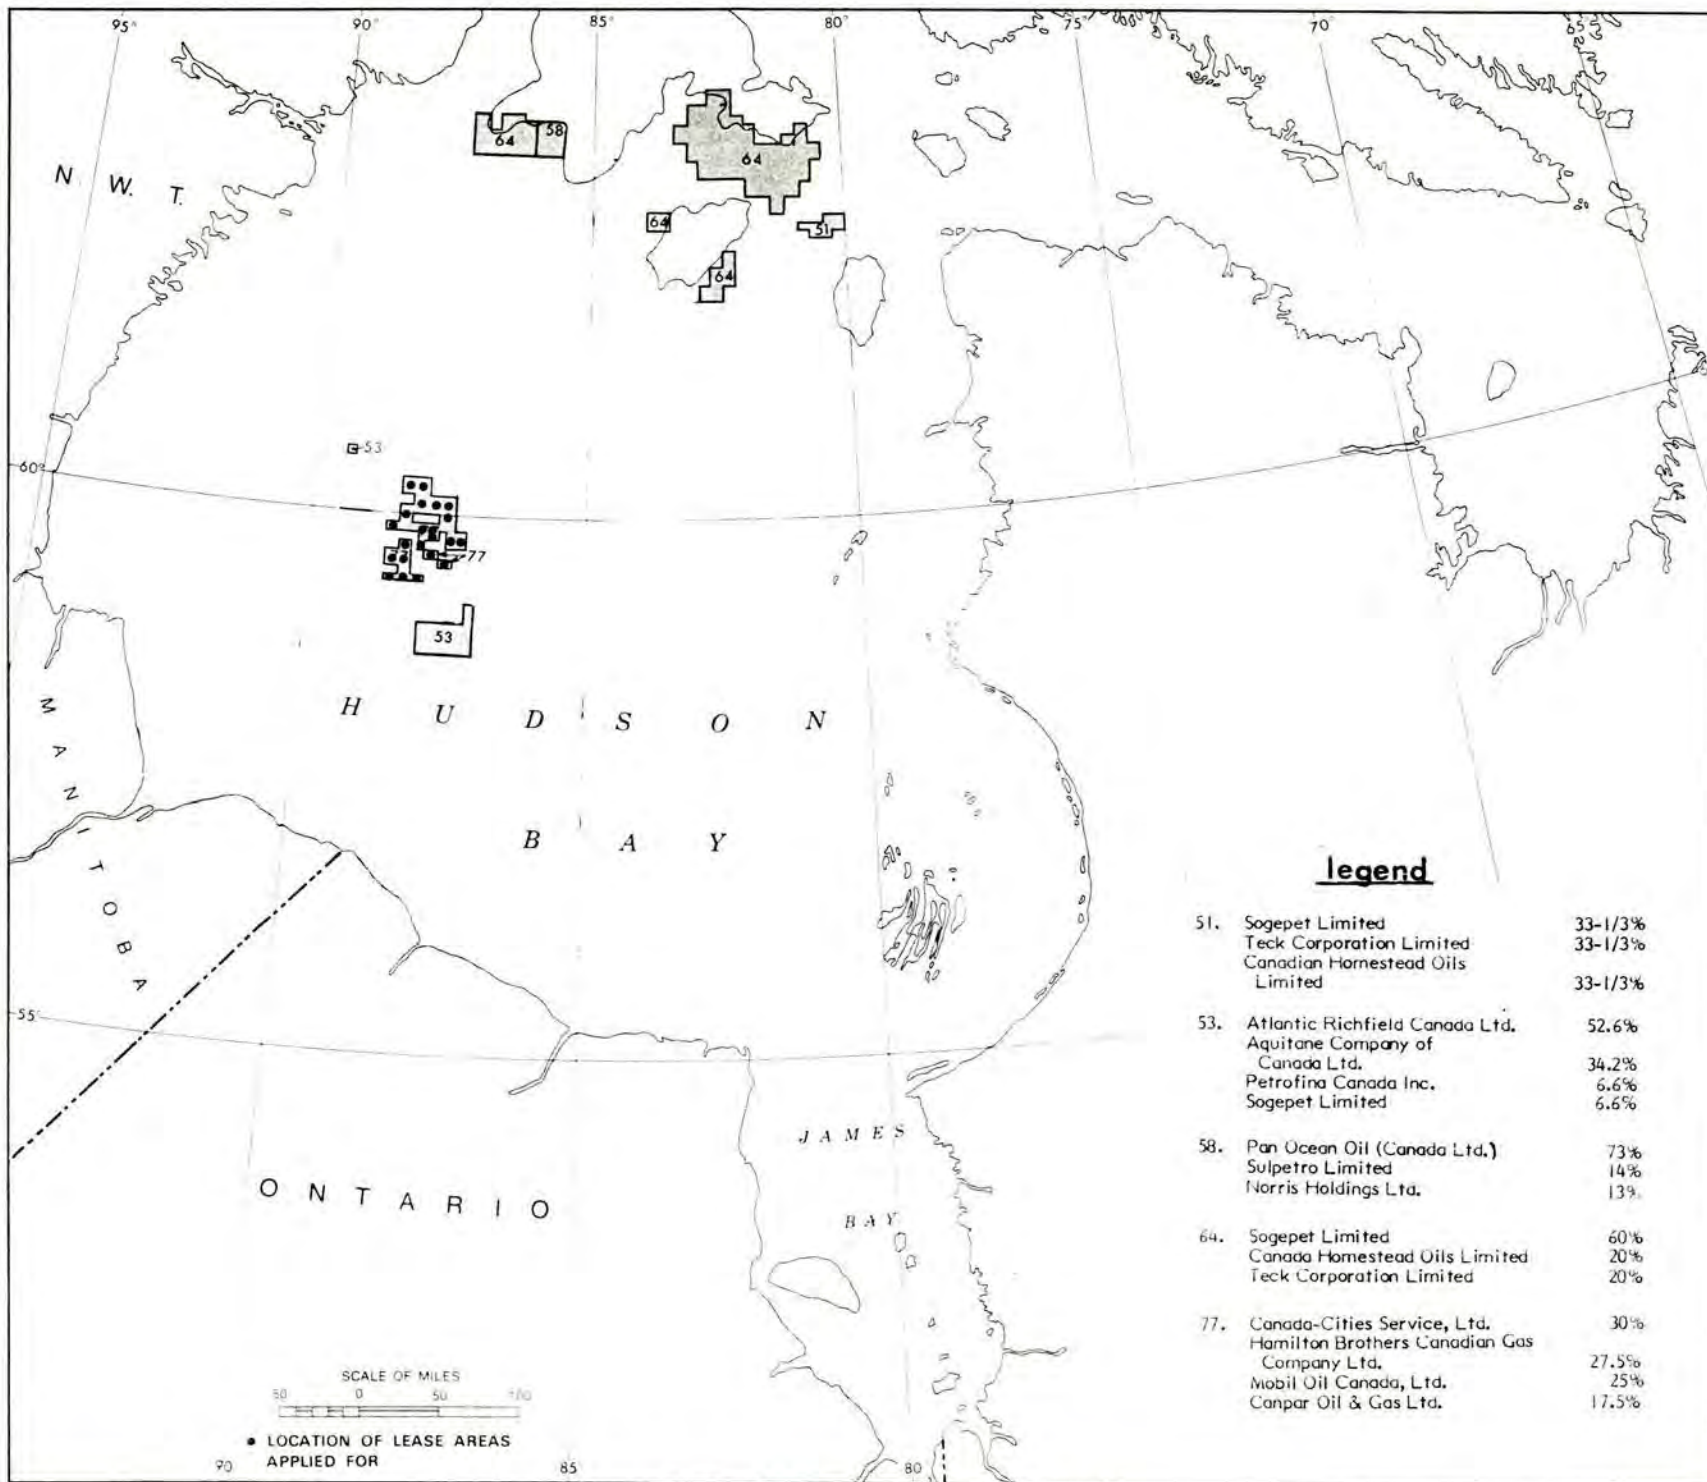 95°
90°
85°
80°
75°
70°
65
64
58
64
N. W. T.
64
51
64
53
60°
77
53
HUDSON
BAY
MANITOBA
55°
JAMES
BAY
ONTARIO
legend
51. Sogepet Limited 33-1/3%
Teck Corporation Limited 33-1/3%
Canadian Homestead Oils
Limited 33-1/3%
53. Atlantic Richfield Canada Ltd. 52.6%
Aquitane Company of
Canada Ltd. 34.2%
Petrofina Canada Inc. 6.6%
Sogepet Limited 6.6%
58. Pan Ocean Oil (Canada Ltd.) 73%
Sulpetro Limited 14%
Norris Holdings Ltd. 13%
64. Sogepet Limited 60%
Canada Homestead Oils Limited 20%
Teck Corporation Limited 20%
77. Canada-Cities Service, Ltd. 30%
Hamilton Brothers Canadian Gas
Company Ltd. 27.5%
Mobil Oil Canada, Ltd. 25%
Canpar Oil & Gas Ltd. 17.5%
SCALE OF MILES
50 0 50 100
• LOCATION OF LEASE AREAS
APPLIED FOR
90
85
80